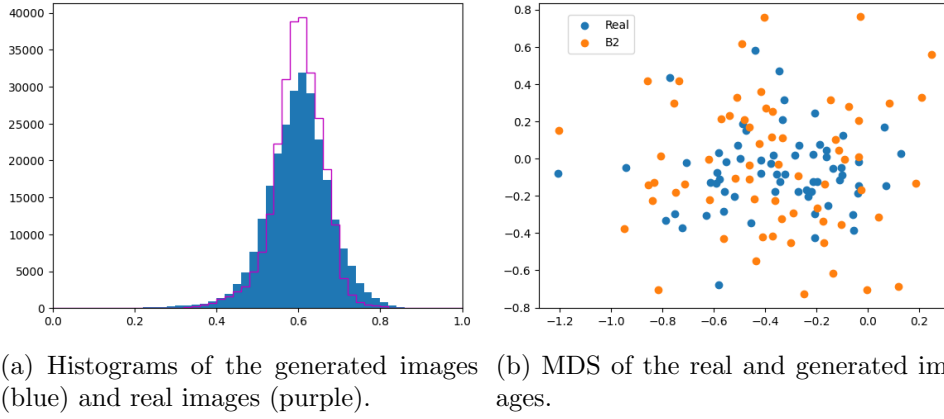 40000
35000
30000
25000
20000
15000
10000
5000
0
0.0 0.2 0.4 0.6 0.8 1.0
0.8
0.6
0.4
0.2
0.0
−0.2
−0.4
−0.6
−0.8
−1.2 −1.0 −0.8 −0.6 −0.4 −0.2 0.0 0.2
Real
B2
(a) Histograms of the generated images
(blue) and real images (purple).
(b) MDS of the real and generated im-
ages.